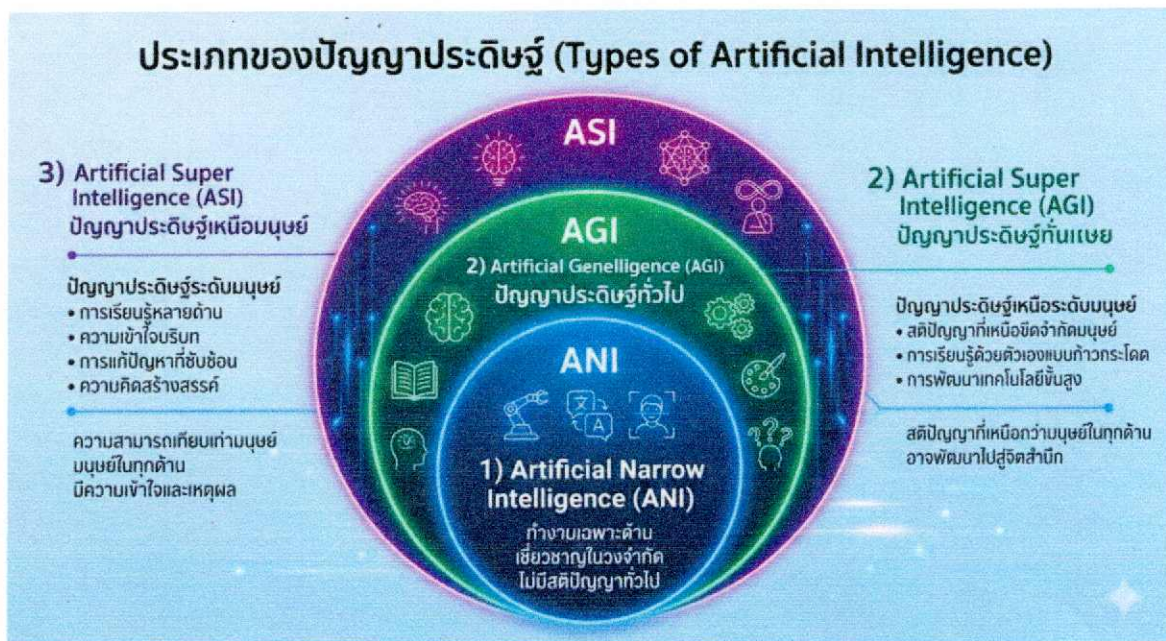 ประเภทของปัญญาประดิษฐ์ (Types of Artificial Intelligence)
3) Artificial Super
Intelligence (ASI)
ปัญญาประดิษฐ์เหนือมนุษย์
ปัญญาประดิษฐ์ระดับมนุษย์
• การเรียนรู้หลายด้าน
• ความเข้าใจบริบท
• การแก้ปัญหาที่ซับซ้อน
• ความคิดสร้างสรรค์
ความสามารถเทียบเท่ามนุษย์
มนุษย์ในทุกด้าน
มีความเข้าใจและเหตุผล
ASI
AGI
2) Artificial Genelligence (AGI)
ปัญญาประดิษฐ์ทั่วไป
ANI
文
A
1) Artificial Narrow
Intelligence (ANI)
ทำงานเฉพาะด้าน
เชี่ยวชาญในวงจำกัด
ไม่มีสติปัญญาทั่วไป
2) Artificial Super
Intelligence (AGI)
ปัญญาประดิษฐ์ทั่นแษย
ปัญญาประดิษฐ์เหนือระดับมนุษย์
• สติปัญญาที่เหนือขีดจำกัดมนุษย์
• การเรียนรู้ด้วยตัวเองแบบก้าวกระโดด
• การพัฒนาเทคโนโลยีขั้นสูง
สติปัญญาที่เหนือกว่ามนุษย์ในทุกด้าน
อาจพัฒนาไปสู่จิตสำนึก